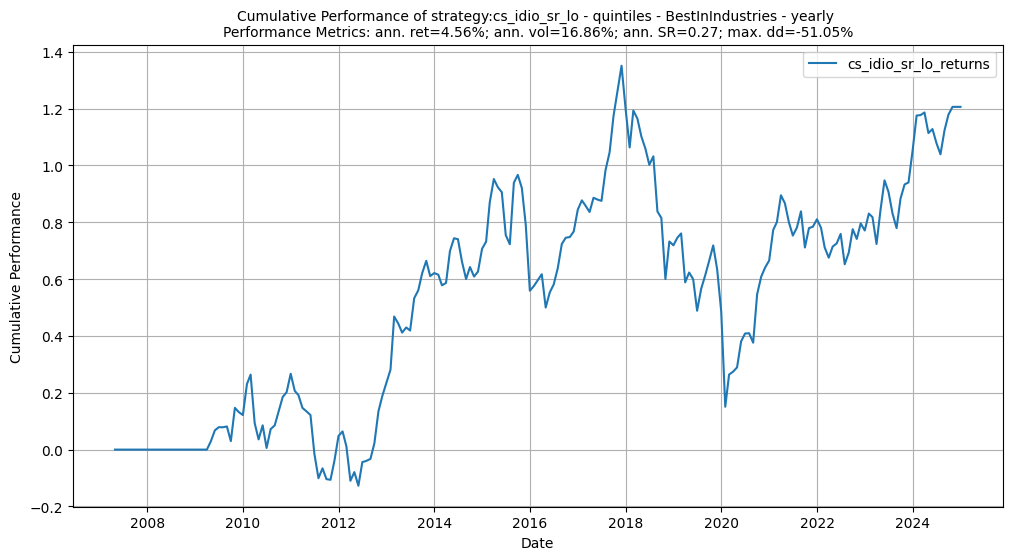 Cumulative Performance of strategy:cs_idio_sr_lo - quintiles - BestInIndustries - yearly
Performance Metrics: ann. ret=4.56%; ann. vol=16.86%; ann. SR=0.27; max. dd=-51.05%
cs_idio_sr_lo_returns
Cumulative Performance
1.4
1.2
1.0
0.8
0.6
0.4
0.2
0.0
−0.2
2008 2010 2012 2014 2016 2018 2020 2022 2024
Date